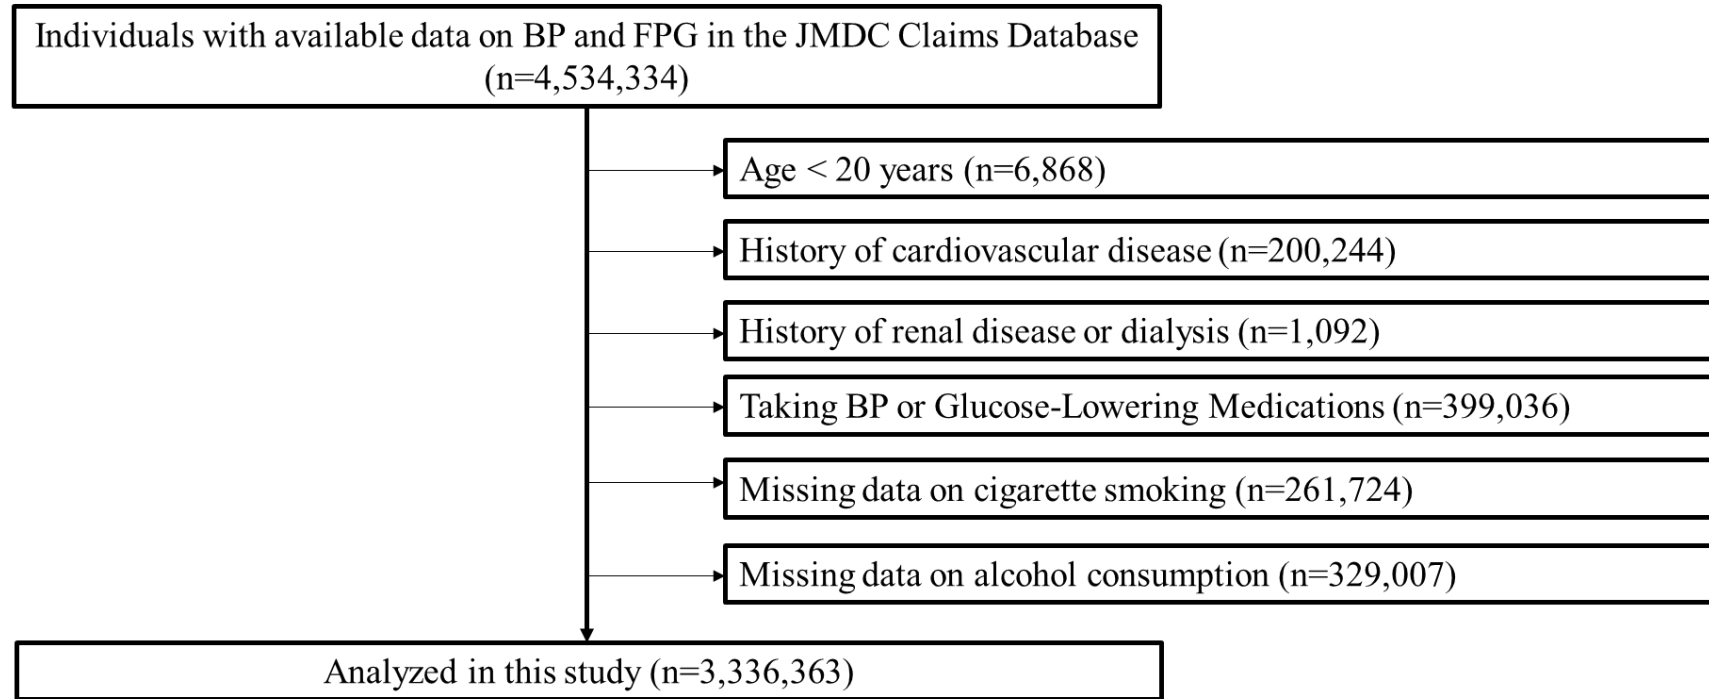 Individuals with available data on BP and FPG in the JMDC Claims Database
(n=4,534,334)
Age < 20 years (n=6,868)
History of cardiovascular disease (n=200,244)
History of renal disease or dialysis (n=1,092)
Taking BP or Glucose-Lowering Medications (n=399,036)
Missing data on cigarette smoking (n=261,724)
Missing data on alcohol consumption (n=329,007)
Analyzed in this study (n=3,336,363)